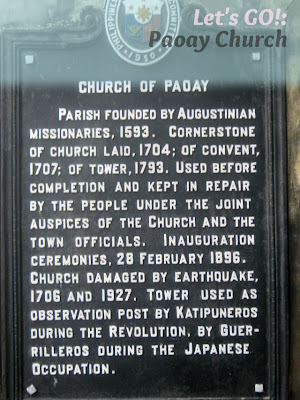 Let's GO!:
Paoay Church
CHURCH OF PAOAY
PARISH FOUNDED BY AUGUSTINIAN
MISSIONARIES, 1593. CORNERSTONE
OF CHURCH LAID, 1704; OF CONVENT,
1707; OF TOWER, 1793. USED BEFORE
COMPLETION AND KEPT IN REPAIR
BY THE PEOPLE UNDER THE JOINT
AUSPICES OF THE CHURCH AND THE
TOWN OFFICIALS. INAUGURATION
CEREMONIES, 28 FEBRUARY 1896.
CHURCH DAMAGED BY EARTHQUAKE,
1706 AND 1927. TOWER USED AS
OBSERVATION POST BY KATIPUNEROS
DURING THE REVOLUTION, BY GUER-
RILLEROS DURING THE JAPANESE
OCCUPATION.